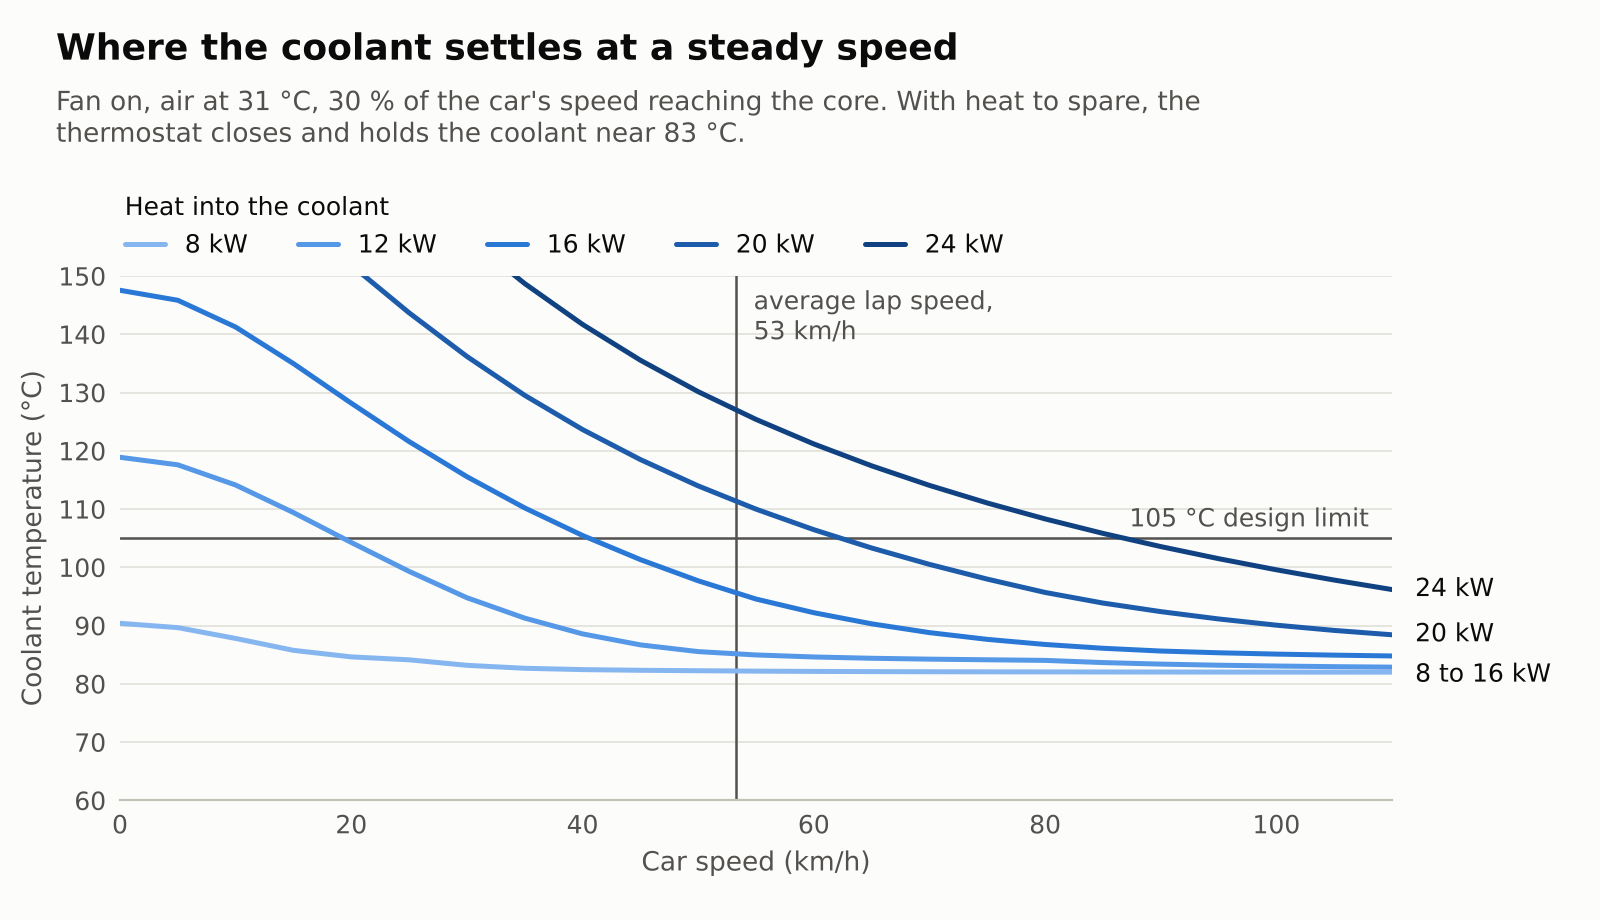 Where the coolant settles at a steady speed
Fan on, air at 31 °C, 30 % of the car's speed reaching the core. With heat to spare, the
thermostat closes and holds the coolant near 83 °C.
Heat into the coolant
8 kW
12 kW
16 kW
20 kW
24 kW
150
140
130
120
110
100
90
80
70
60
Coolant temperature (°C)
average lap speed,
53 km/h
105 °C design limit
24 kW
20 kW
8 to 16 kW
0
20
40
60
80
100
Car speed (km/h)